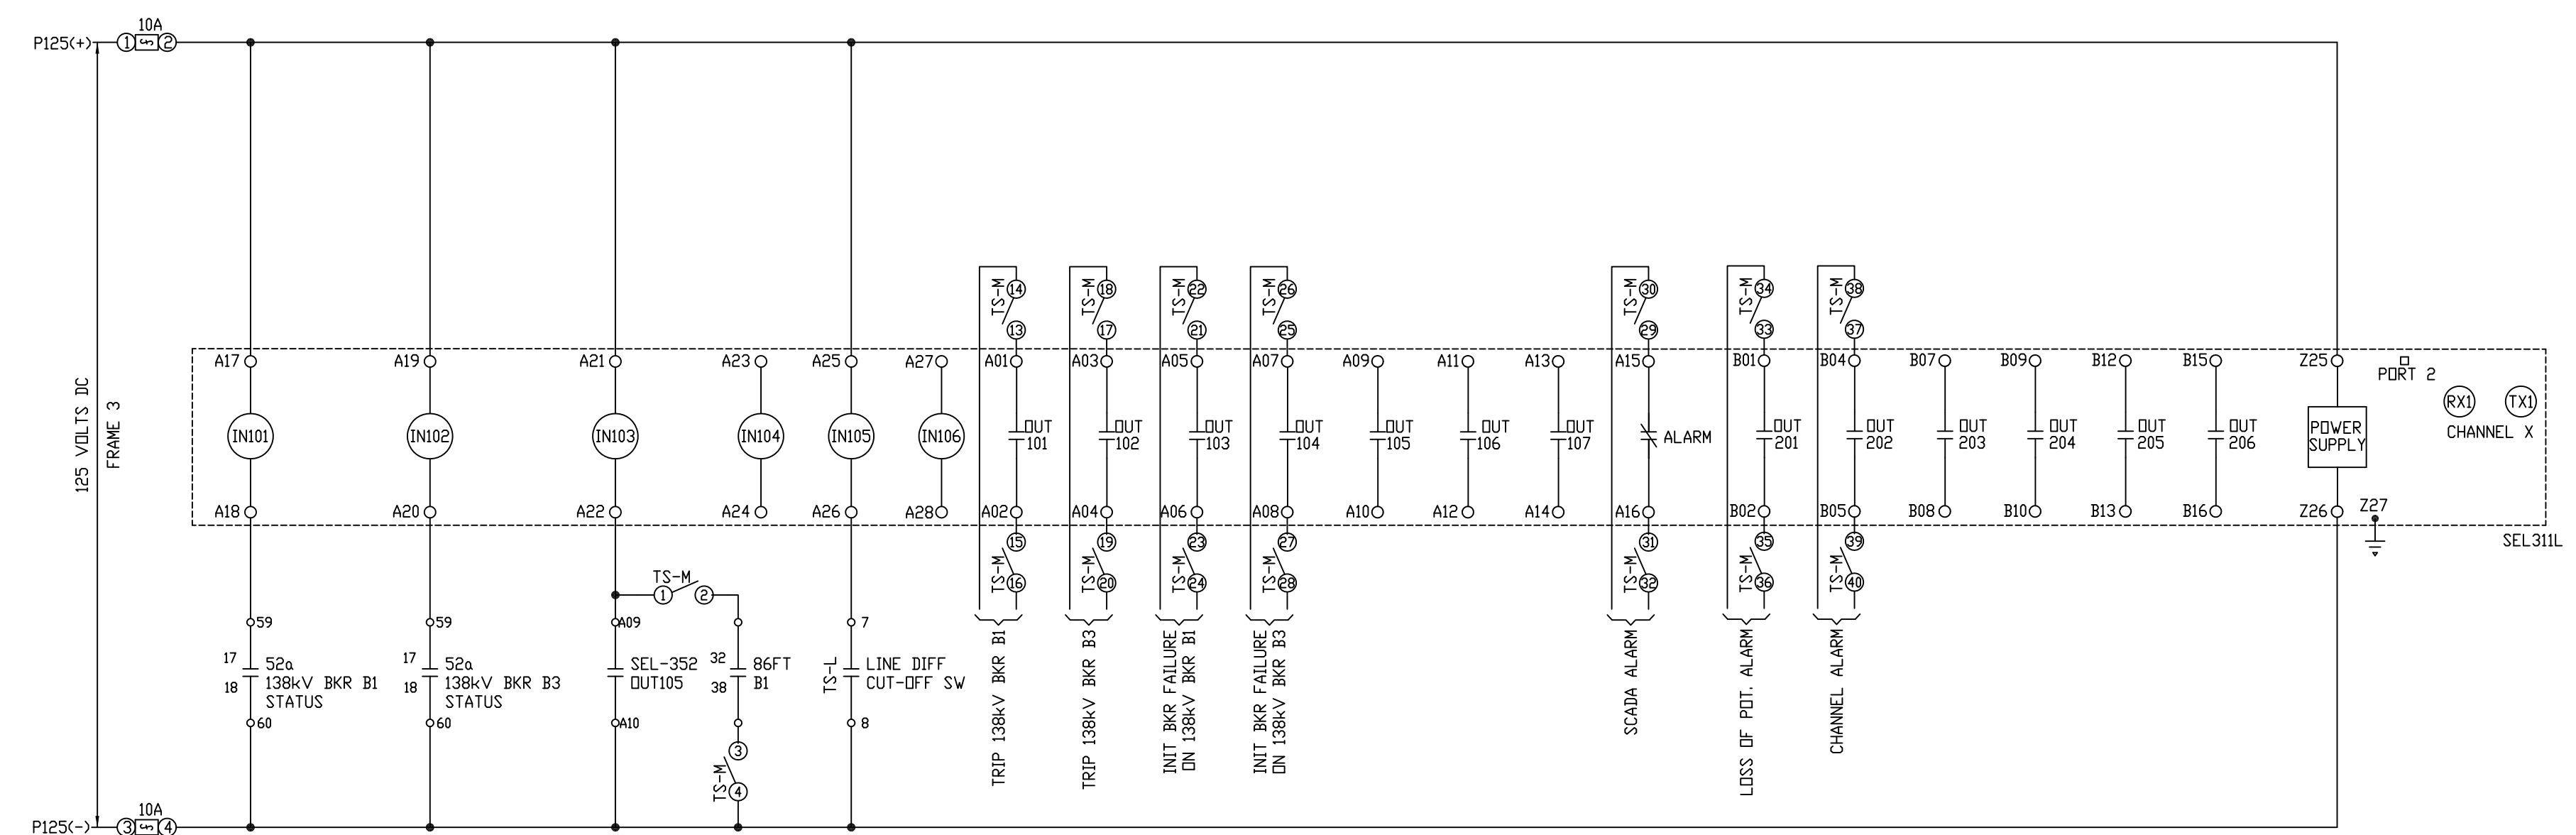 10A
P125(+)
1
2
125 VOLTS DC
FRAME 3
14
TS-M
13
18
TS-M
17
22
TS-M
21
26
TS-M
25
30
TS-M
29
34
TS-M
33
38
TS-M
37
A17
A19
A21
A23
A25
A27
A01
A03
A05
A07
A09
A11
A13
A15
B01
B04
B07
B09
B12
B15
Z25
PORT 2
RX1
TX1
CHANNEL X
IN101
IN102
IN103
IN104
IN105
IN106
OUT
101
OUT
102
OUT
103
OUT
104
OUT
105
OUT
106
OUT
107
ALARM
OUT
201
OUT
202
OUT
203
OUT
204
OUT
205
OUT
206
POWER
SUPPLY
A18
A20
A22
A24
A26
A28
A02
A04
A06
A08
A10
A12
A14
A16
B02
B05
B08
B10
B13
B16
Z26
Z27
SEL311L
15
TS-M
16
19
TS-M
20
23
TS-M
24
27
TS-M
28
31
TS-M
32
35
TS-M
36
39
TS-M
40
TS-M
1
2
59
17
18
52a
138kV BKR B1
STATUS
60
59
17
18
52a
138kV BKR B3
STATUS
60
A09
SEL-352
OUT105
A10
32
38
86FT
B1
3
TS-M
4
7
TS-L
LINE DIFF
CUT-OFF SW
8
TRIP 138kV BKR B1
TRIP 138kV BKR B3
INIT BKR FAILURE
ON 138kV BKR B1
INIT BKR FAILURE
ON 138kV BKR B3
SCADA ALARM
LOSS OF POT. ALARM
CHANNEL ALARM
10A
P125(-)
3
4